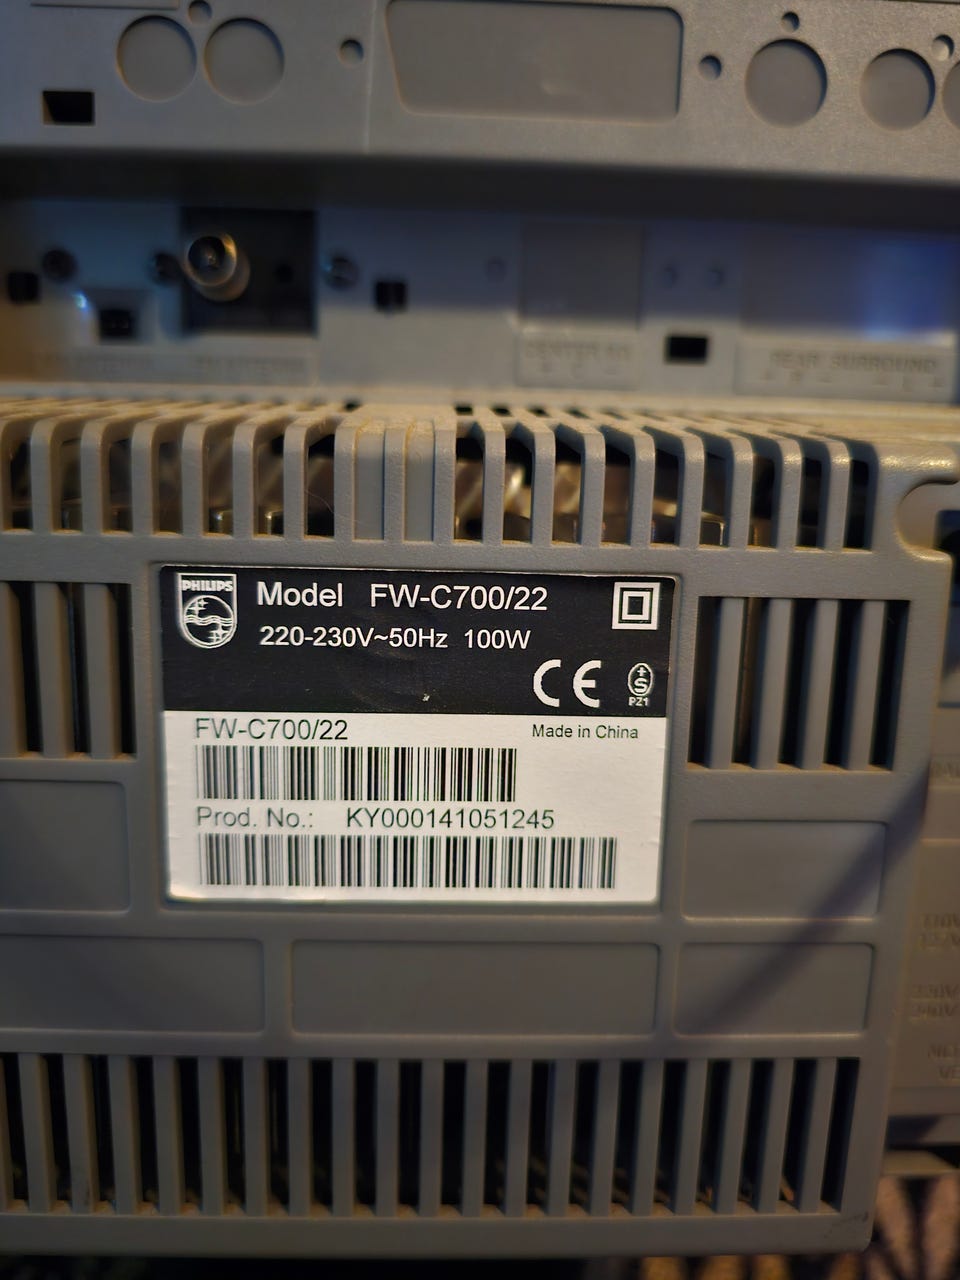 CENTER
REAR SURROUND
PHILIPS
Model FW-C700/22
220-230V~50Hz 100W
CE
+
S
PZ1
FW-C700/22
Made in China
Prod. No.: KY000141051245